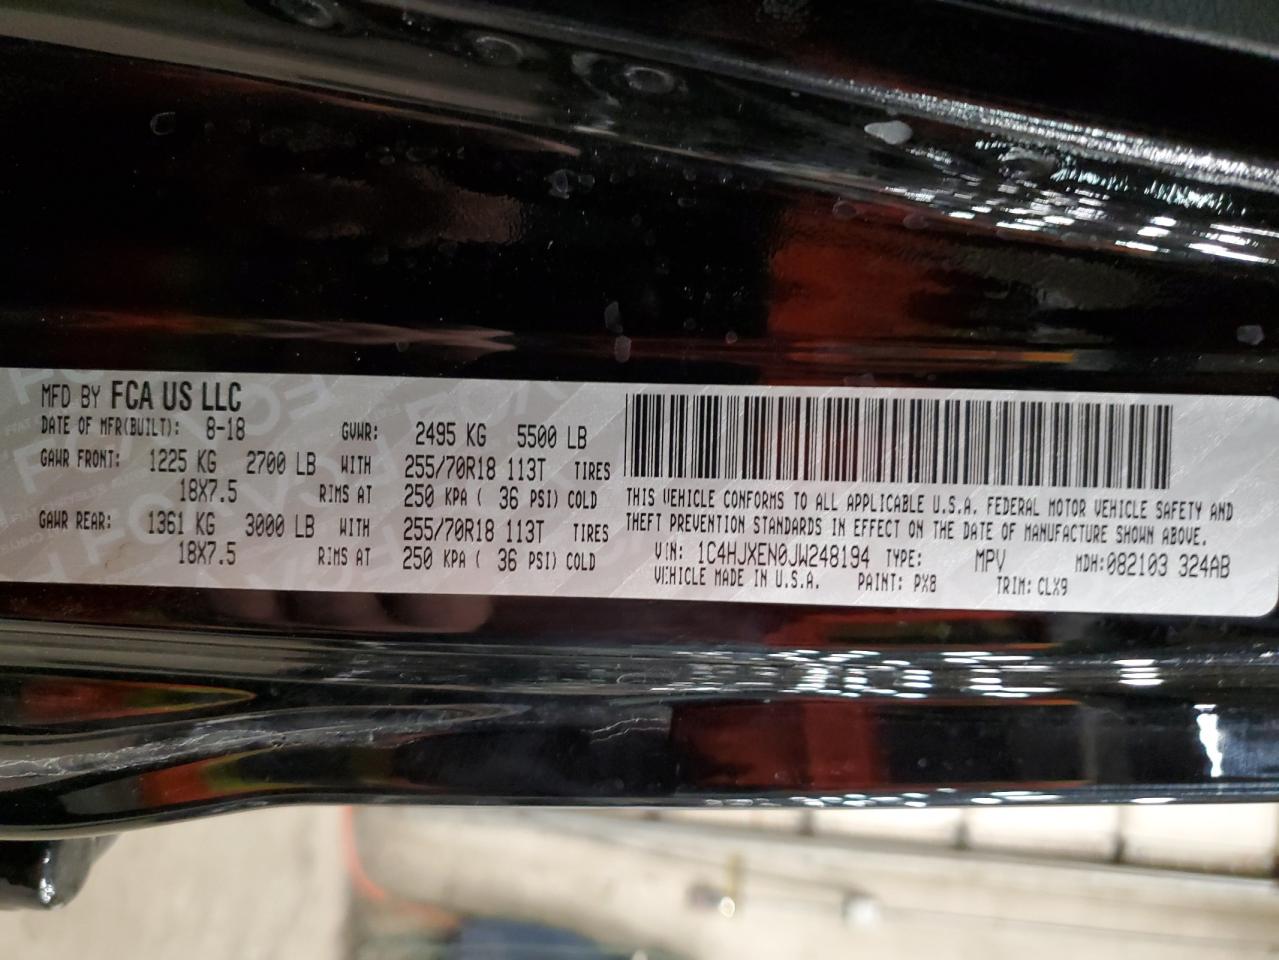 MFD BY FCA US LLC
DATE OF MFR(BUILT): 8-18 GVWR: 2495 KG 5500 LB
GAWR FRONT: 1225 KG 2700 LB WITH 255/70R18 113T TIRES
18X7.5 RIMS AT 250 KPA ( 36 PSI) COLD
GAWR REAR: 1361 KG 3000 LB WITH 255/70R18 113T TIRES
18X7.5 RIMS AT 250 KPA ( 36 PSI) COLD
THIS VEHICLE CONFORMS TO ALL APPLICABLE U.S.A. FEDERAL MOTOR VEHICLE SAFETY AND
THEFT PREVENTION STANDARDS IN EFFECT ON THE DATE OF MANUFACTURE SHOWN ABOVE.
VIN: 1C4HJXEN0JW248194 TYPE: MPV MDH:082103 324AB
VEHICLE MADE IN U.S.A. PAINT: PX8 TRIM: CLX9